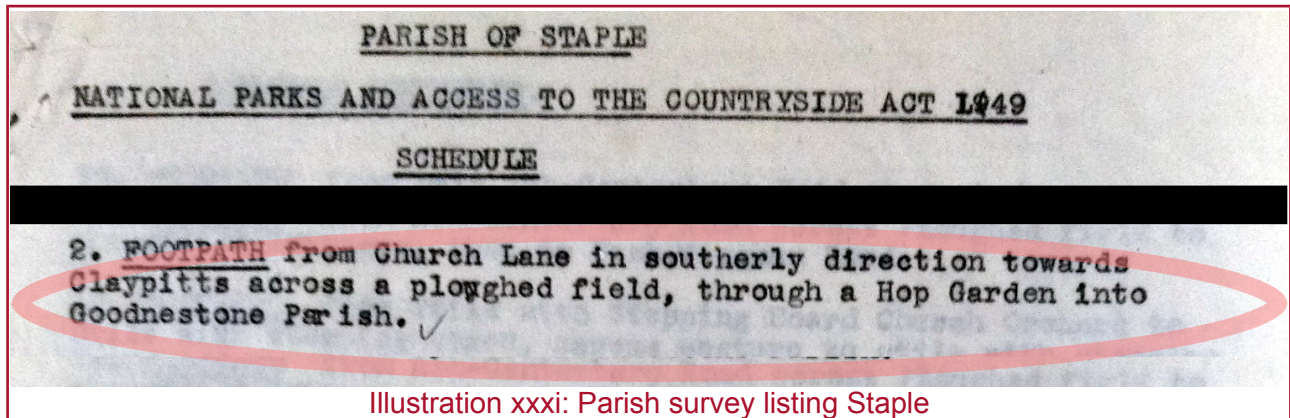 PARISH OF STAPLE
NATIONAL PARKS AND ACCESS TO THE COUNTRYSIDE ACT 1949
SCHEDULE
2. FOOTPATH from Church Lane in southerly direction towards
Claypitts across a ploughed field, through a Hop Garden into
Goodnestone Parish.
Illustration xxxi: Parish survey listing Staple